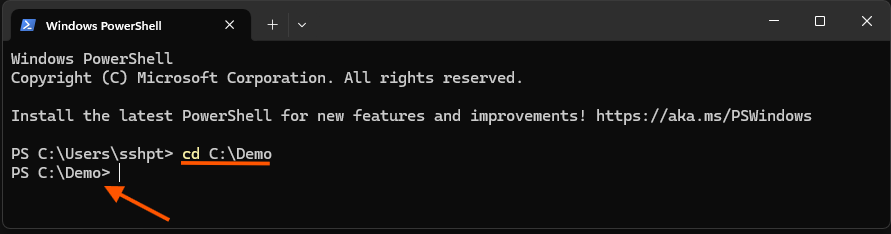 Windows PowerShell
Windows PowerShell
Copyright (C) Microsoft Corporation. All rights reserved.
Install the latest PowerShell for new features and improvements! https://aka.ms/PSWindows
PS C:\Users\sshpt> cd C:\Demo
PS C:\Demo>